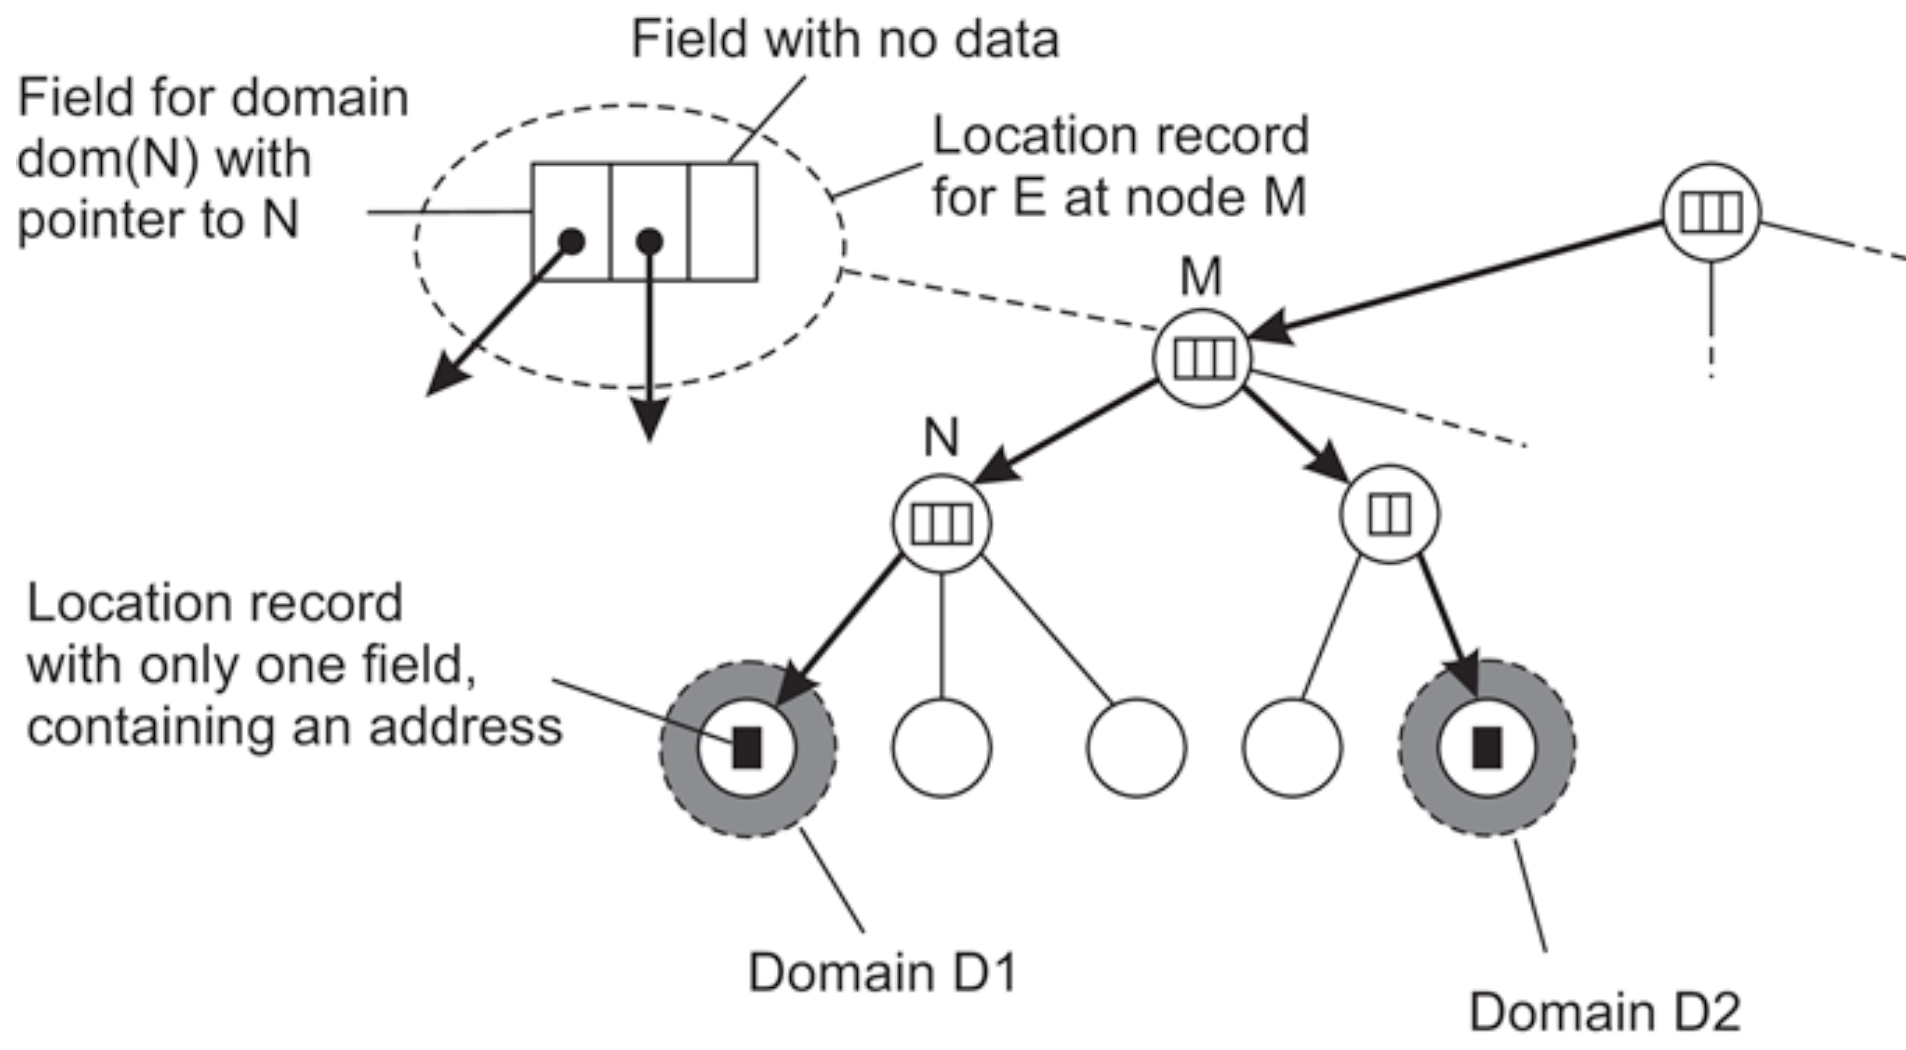 Field with no data
Field for domain
dom(N) with
pointer to N
Location record
for E at node M
M
N
Location record
with only one field,
containing an address
Domain D1
Domain D2